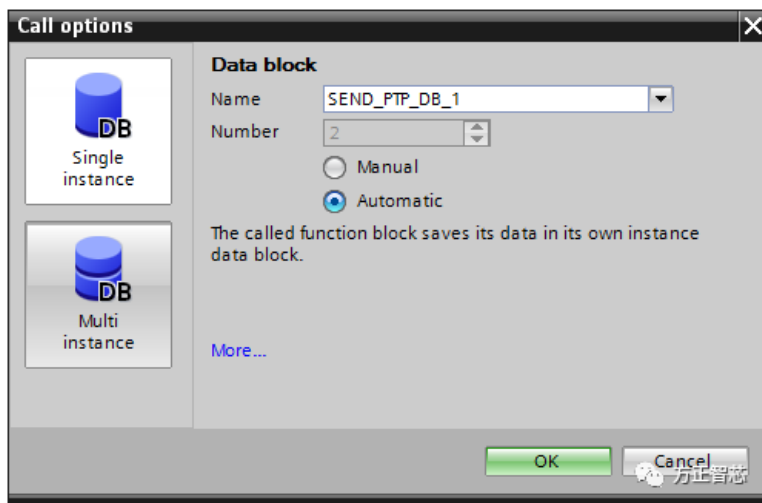 Call options
Data block
Name
SEND_PTP_DB_1
Number
2
Manual
Automatic
The called function block saves its data in its own instance
data block.
More...
DB
Single
instance
DB
Multi
instance
OK
Cancel
方正智芯